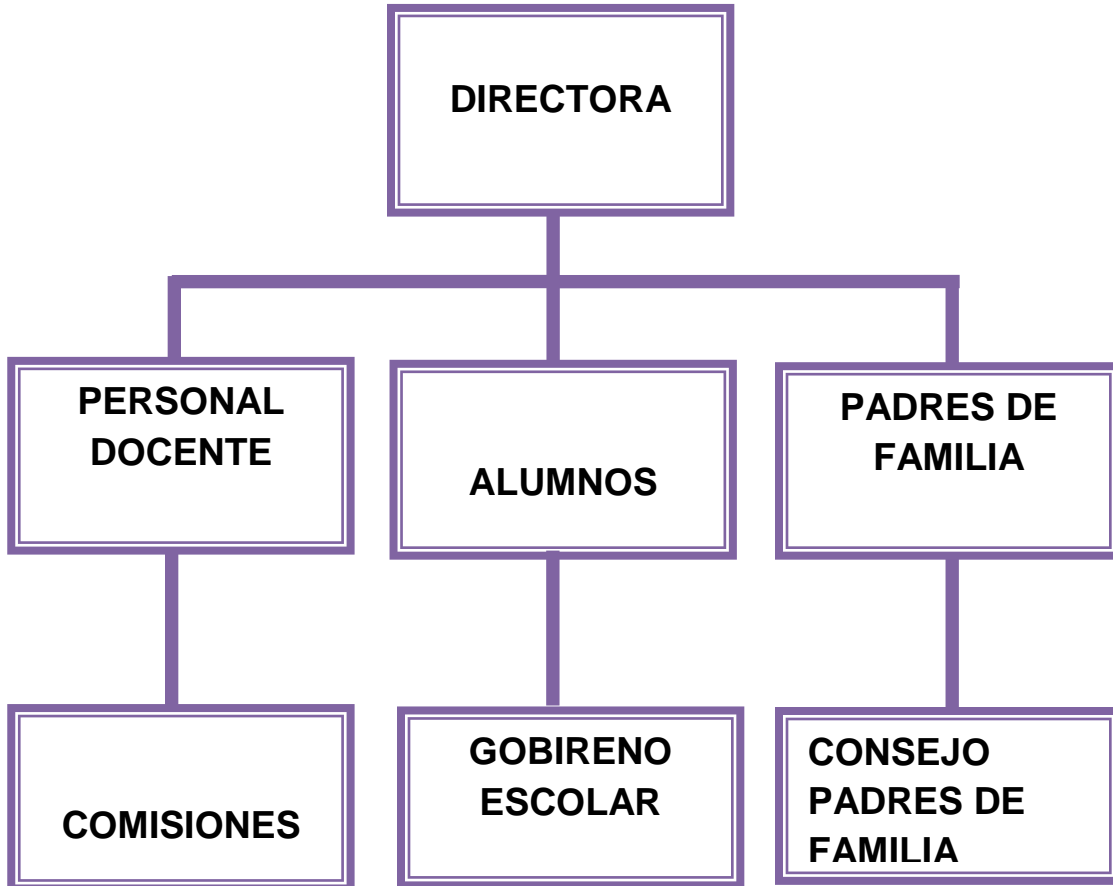 DIRECTORA
PERSONAL
DOCENTE
ALUMNOS
PADRES DE
FAMILIA
COMISIONES
GOBIRENO
ESCOLAR
CONSEJO
PADRES DE
FAMILIA